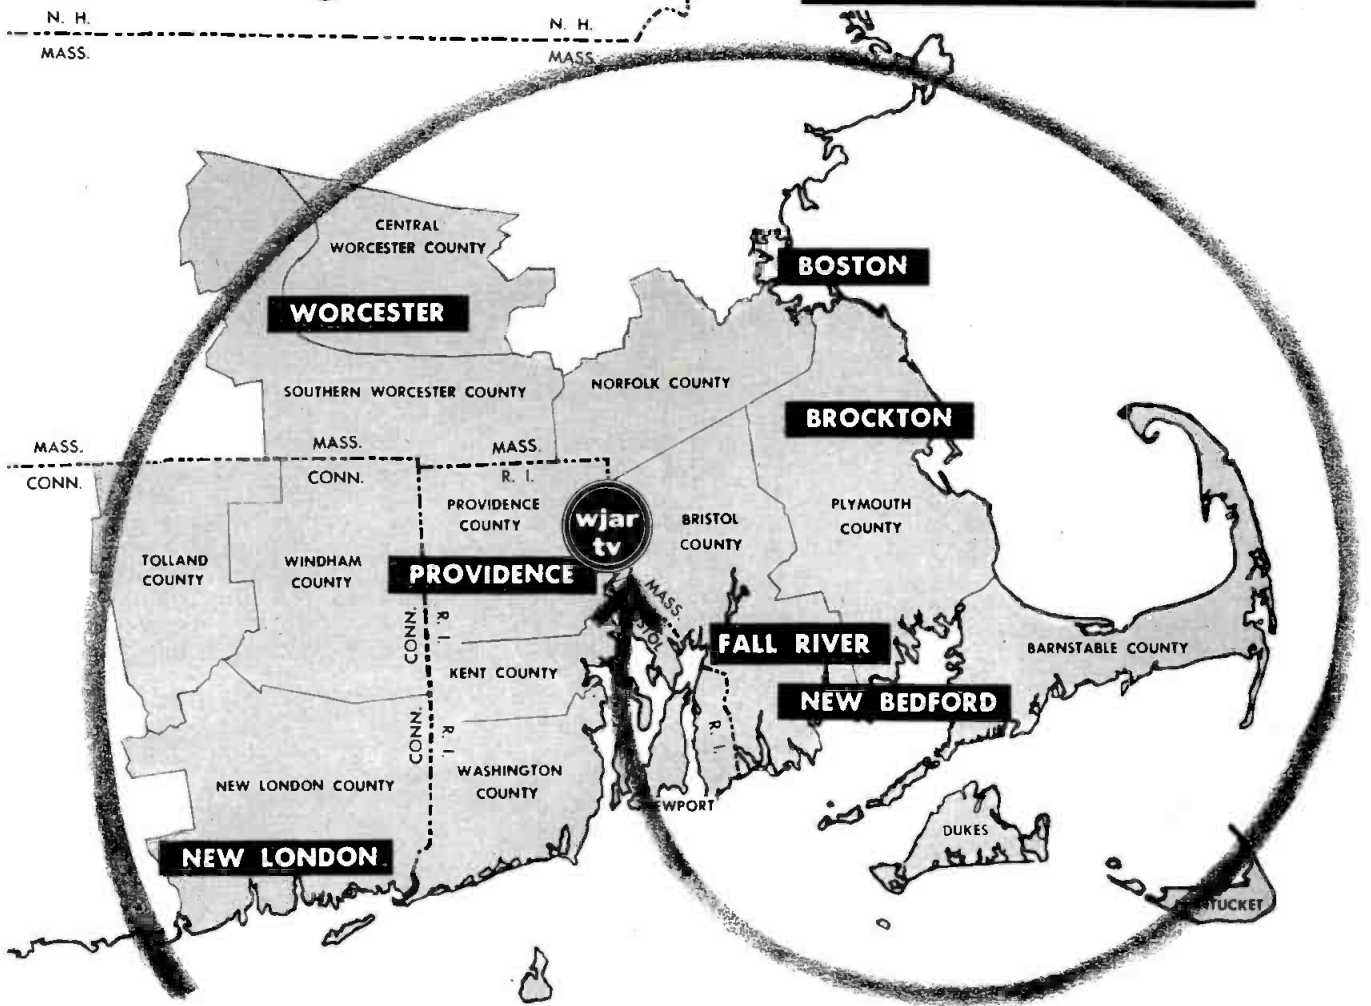 N. H.
N. H.
MASS.
MASS.
CENTRAL
WORCESTER COUNTY
BOSTON
WORCESTER
NORFOLK COUNTY
SOUTHERN WORCESTER COUNTY
BROCKTON
MASS.
MASS.
MASS.
CONN.
CONN.
R. I.
PROVIDENCE
COUNTY
wjar
tv
BRISTOL
COUNTY
PLYMOUTH
COUNTY
TOLLAND
COUNTY
WINDHAM
COUNTY
PROVIDENCE
MASS.
CONN.
R. I.
FALL RIVER
BARNSTABLE COUNTY
KENT COUNTY
NEW BEDFORD
CONN.
R. I.
R. I.
WASHINGTON
COUNTY
NEW LONDON COUNTY
EWPORT
DUKES
NEW LONDON
NTUCKET